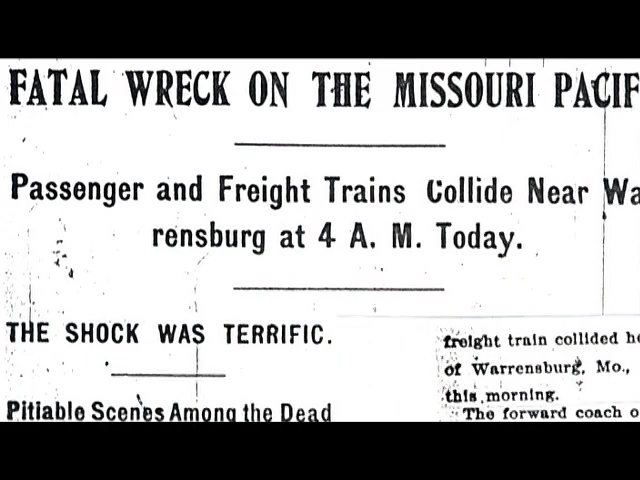 FATAL WRECK ON THE MISSOURI PACIF
Passenger and Freight Trains Collide Near Wa
rensburg at 4 A. M. Today.
THE SHOCK WAS TERRIFIC.
Pitiable Scenes Among the Dead
freight train collided he
of Warrensburg, Mo.,
this morning.
The forward coach o